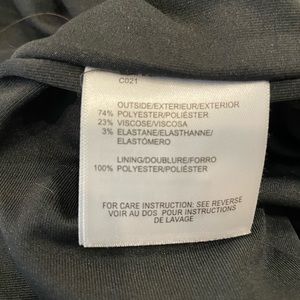 C021
OUTSIDE/EXTERIEUR/EXTERIOR
74% POLYESTER/POLIÉSTER
23% VISCOSE/VISCOSA
3% ELASTANE/ELASTHANNE/
ELASTÓMERO
LINING/DOUBLURE/FORRO
100% POLYESTER/POLIÉSTER
FOR CARE INSTRUCTION: SEE REVERSE
VOIR AU DOS POUR INSTRUCTIONS
DE LAVAGE